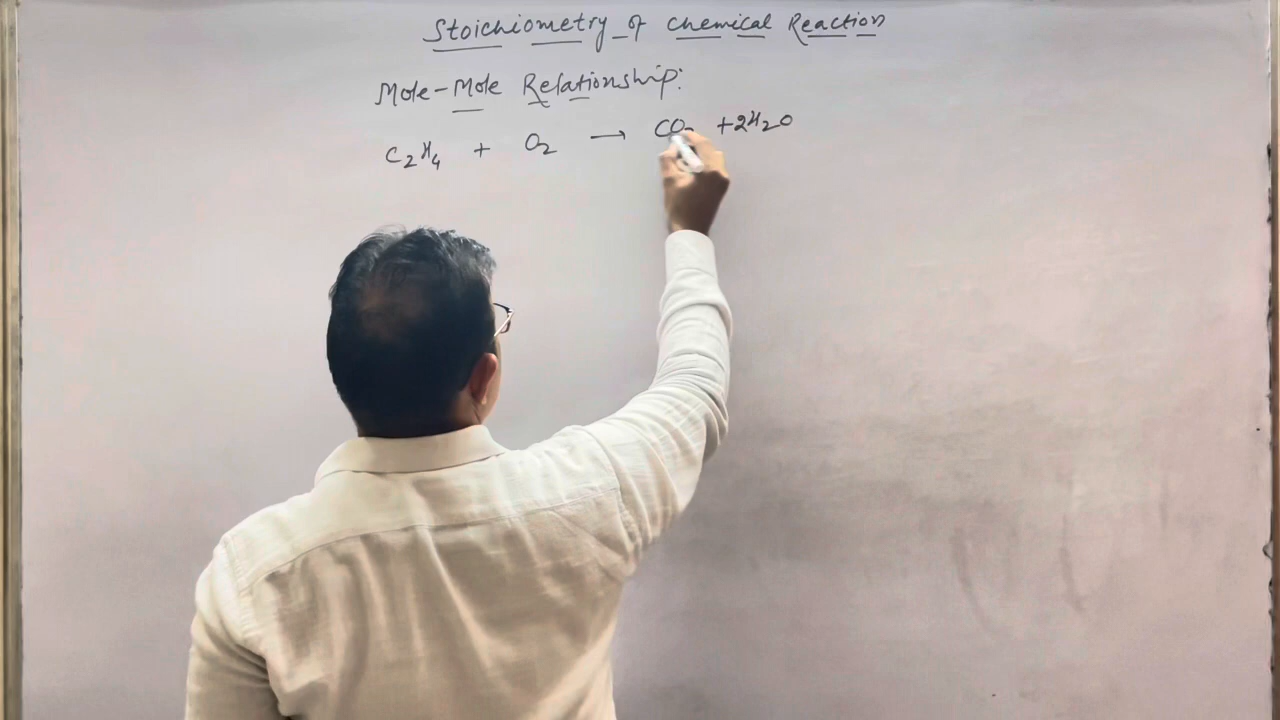 Stoichiometry of Chemical Reaction
Mole-Mole Relationship:
C₂H₄ + O₂ → CO₂ +2H₂O